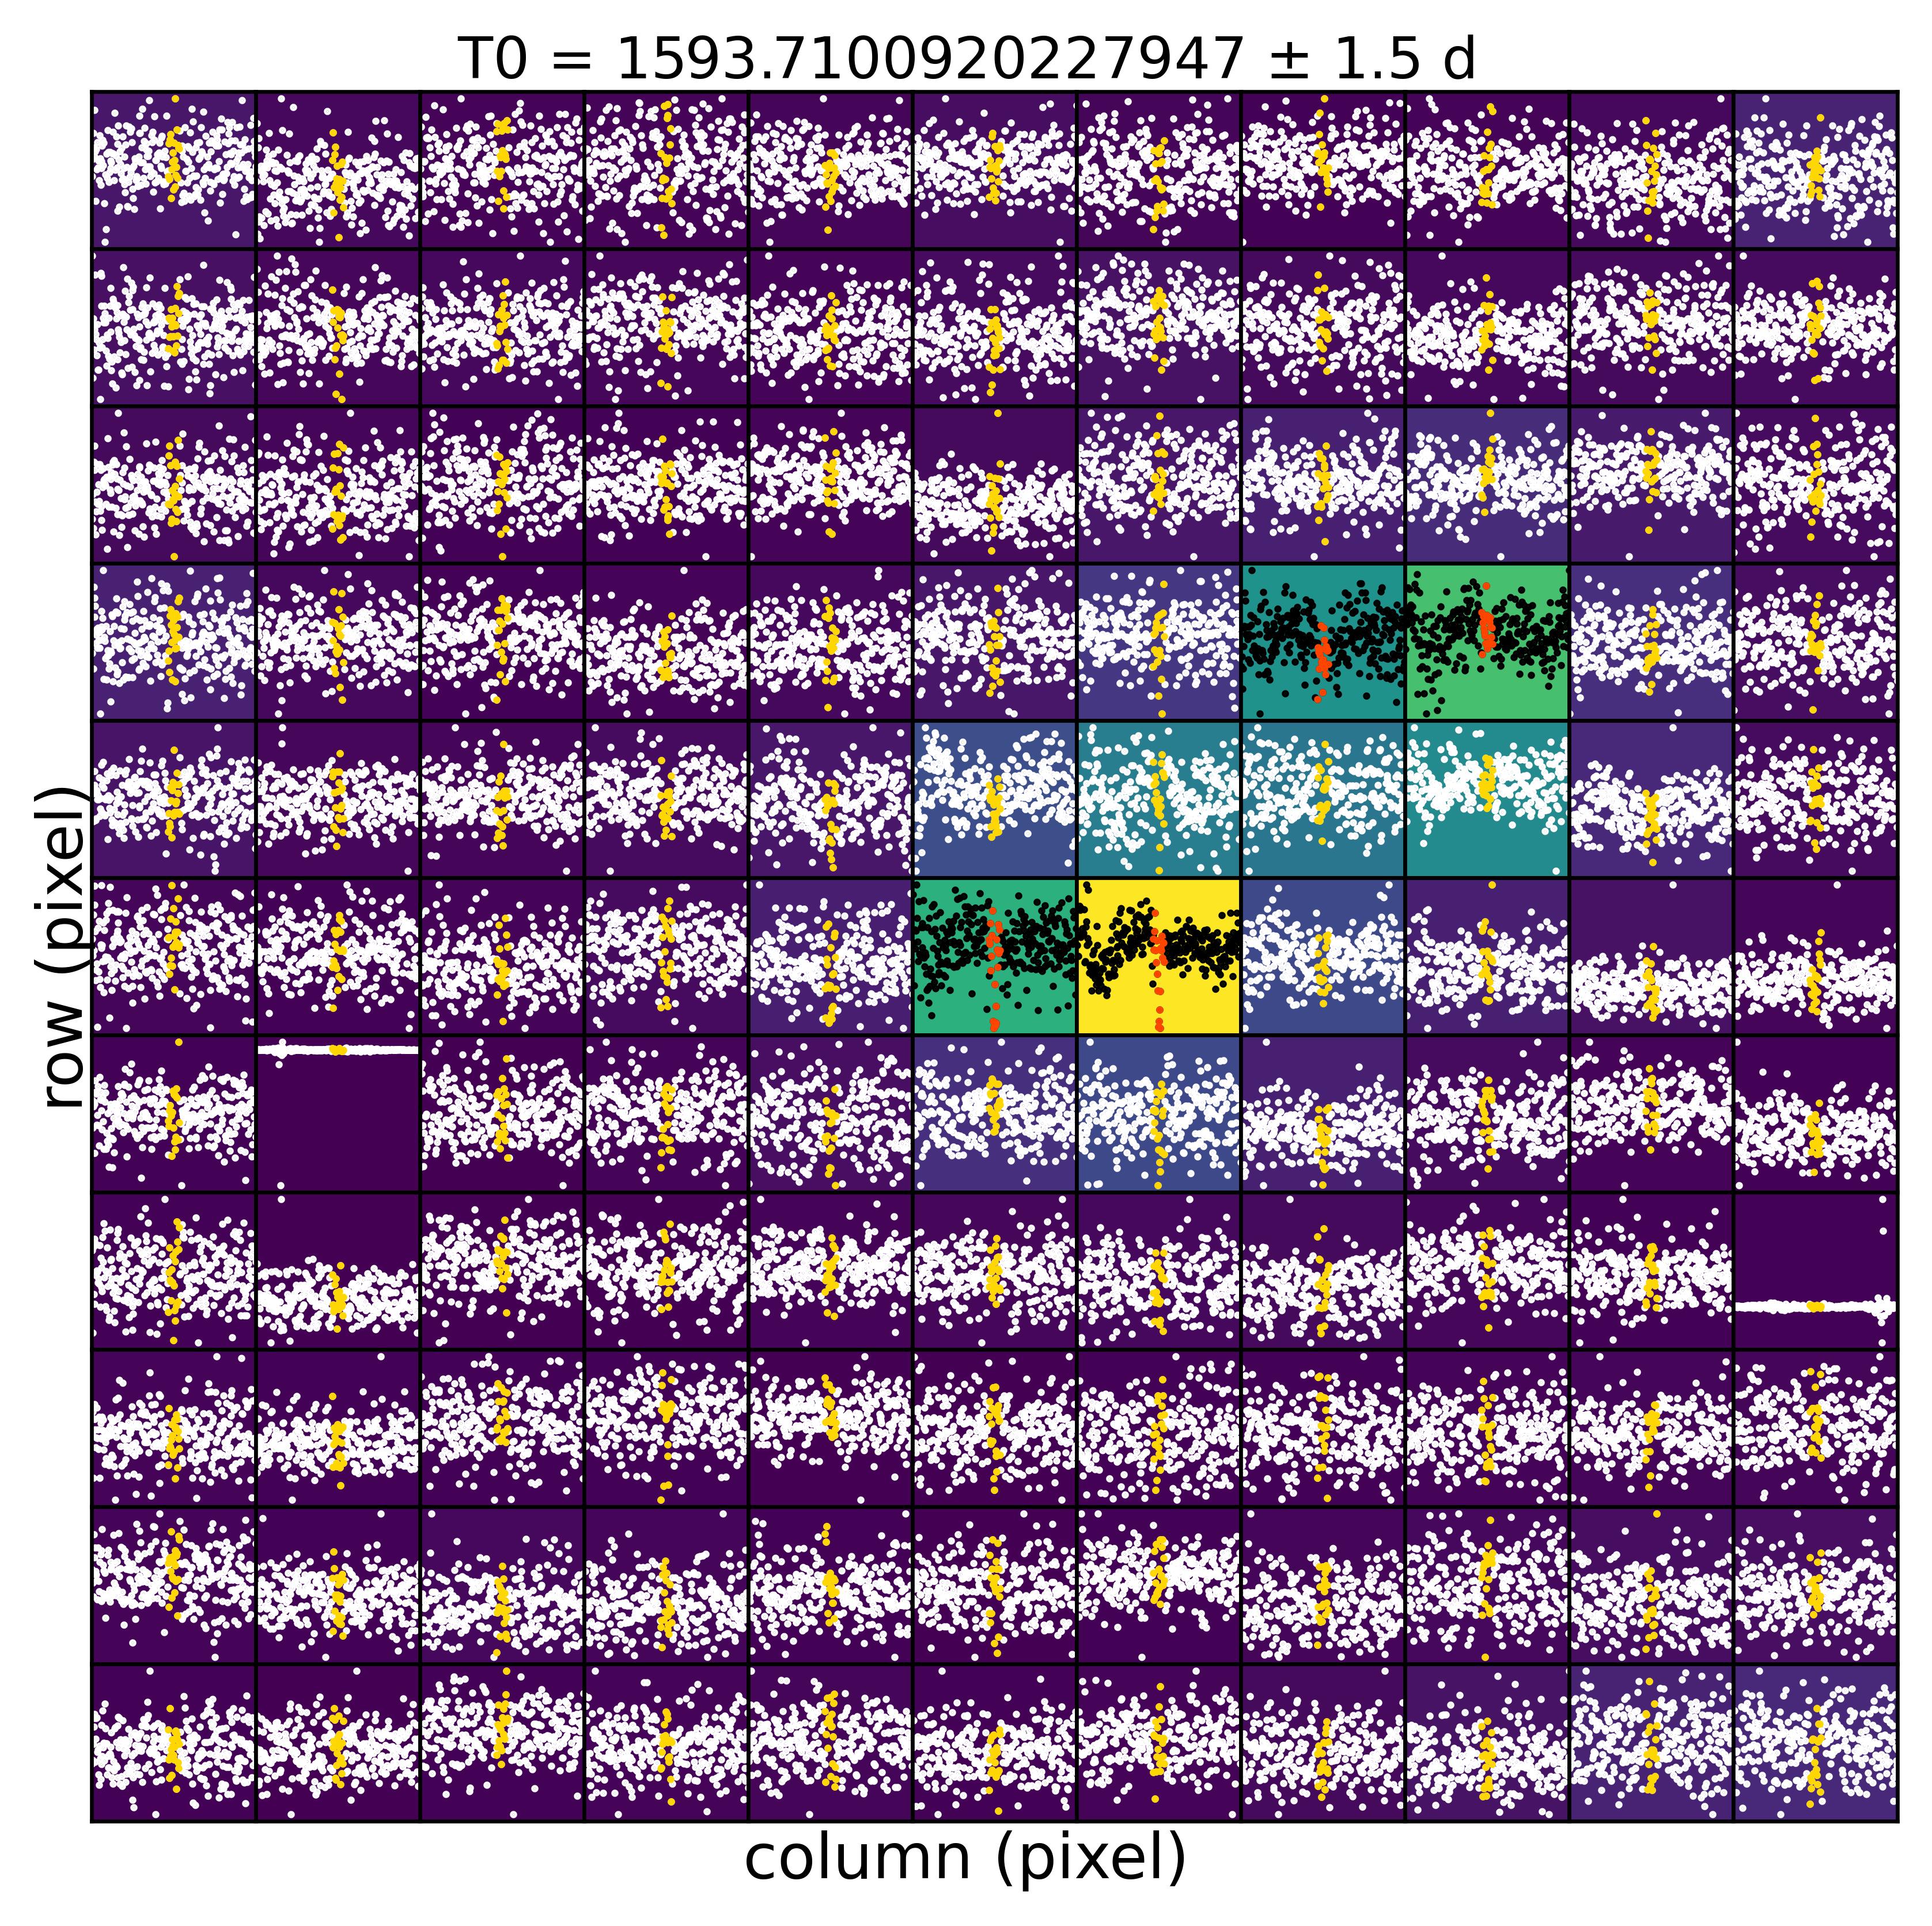 T0 = 1593.7100920227947 ± 1.5 d
row (pixel)
column (pixel)